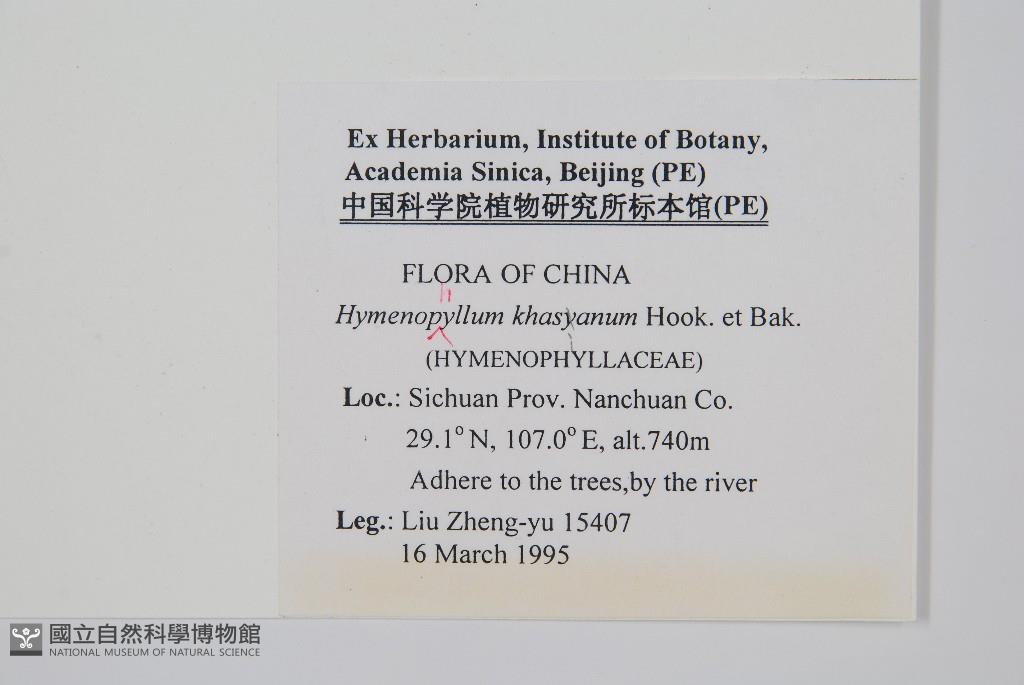 Ex Herbarium, Institute of Botany,
Academia Sinica, Beijing (PE)
中国科学院植物研究所标本馆(PE)
FLORA OF CHINA
h
Hymenopyllum khasyanum Hook. et Bak.
i
(HYMENOPHYLLACEAE)
Loc.: Sichuan Prov. Nanchuan Co.
29.1° N, 107.0° E, alt.740m
Adhere to the trees,by the river
Leg.: Liu Zheng-yu 15407
16 March 1995
國立自然科學博物館
NATIONAL MUSEUM OF NATURAL SCIENCE